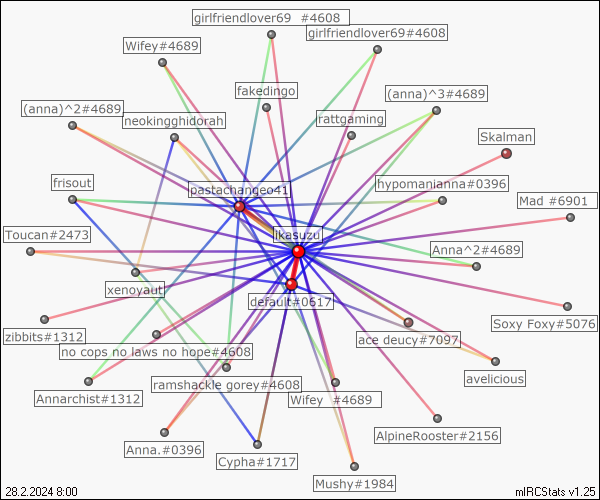 girlfriendlover69  #4608
girlfriendlover69#4608
Wifey#4689
fakedingo
(anna)^3#4689
(anna)^2#4689
neokingghidorah
rattgaming
Skalman
frisout
pastachangeo41
hypomanianna#0396
Mad #6901
Toucan#2473
ikasuzu
Anna^2#4689
xenoyaut
default#0617
Soxy Foxy#5076
zibbits#1312
ace deucy#7097
no cops no laws no hope#4608
avelicious
Annarchist#1312
ramshackle gorey#4608
Wifey  #4689
AlpineRooster#2156
Anna.#0396
Cypha#1717
Mushy#1984
28.2.2024 8:00
mIRCStats v1.25